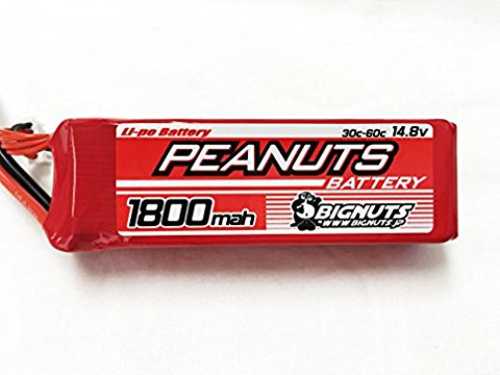 Li-po Battery
30c-60c 14.8v
PEANUTS
BATTERY
1800mah
BIGNUTS
WWW.BIGNUTS.JP